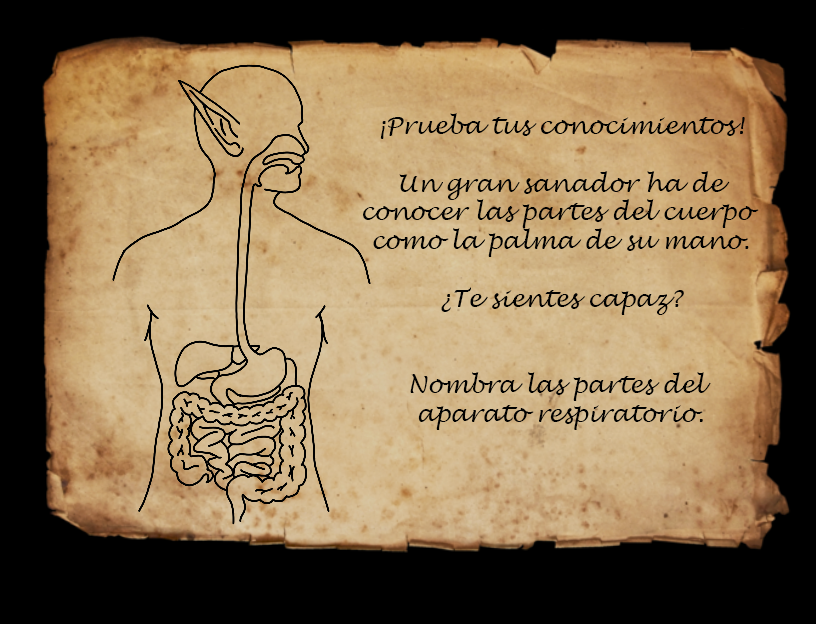 ¡Prueba tus conocimientos!
Un gran sanador ha de
conocer las partes del cuerpo
como la palma de su mano.
¿Te sientes capaz?
Nombra las partes del
aparato respiratorio.